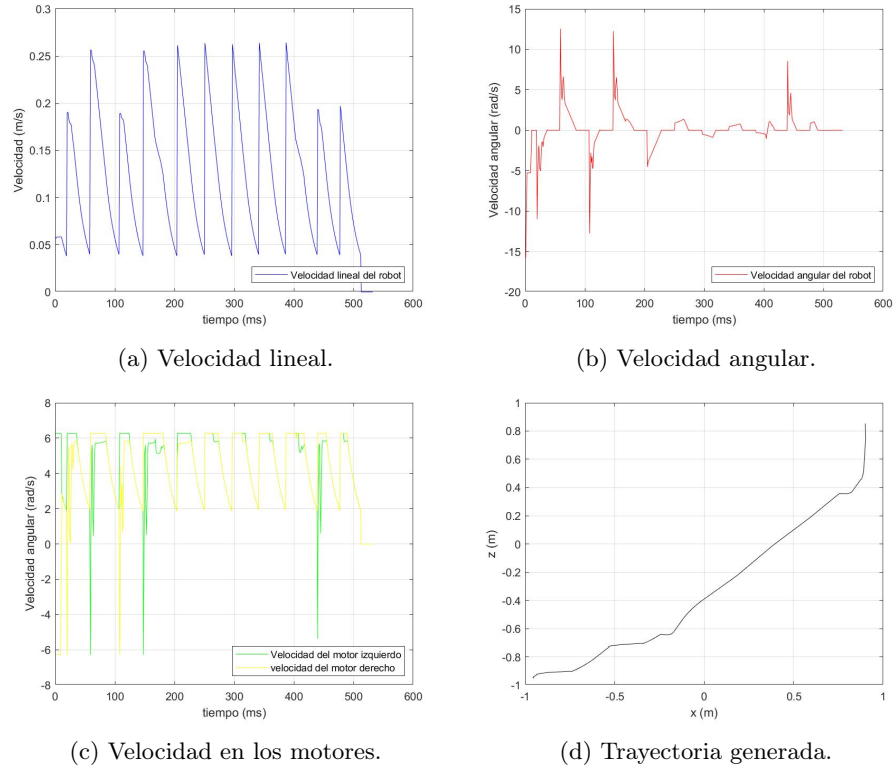 0.3
0.25
0.2
0.15
0.1
0.05
0
Velocidad (m/s)
Velocidad lineal del robot
0 100 200 300 400 500 600
tiempo (ms)
(a) Velocidad lineal.
15
10
5
0
-5
-10
-15
-20
Velocidad angular (rad/s)
Velocidad angular del robot
0 100 200 300 400 500 600
tiempo (ms)
(b) Velocidad angular.
8
6
4
2
0
-2
-4
-6
-8
Velocidad angular (rad/s)
Velocidad del motor izquierdo
velocidad del motor derecho
0 100 200 300 400 500 600
tiempo (ms)
(c) Velocidad en los motores.
1
0.8
0.6
0.4
0.2
0
-0.2
-0.4
-0.6
-0.8
-1
z (m)
-1 -0.5 0 0.5 1
x (m)
(d) Trayectoria generada.